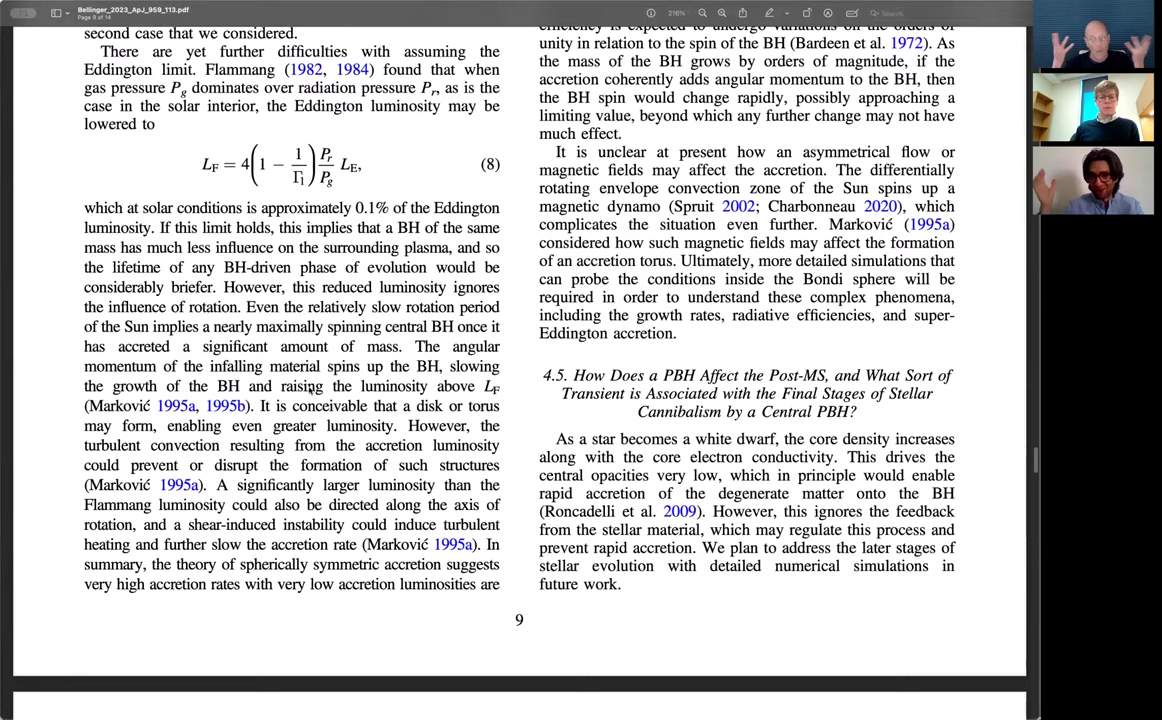 Bellinger_2023_ApJ_959_113.pdf
Page 9 of 14
216%
Search
second case that we considered.
There are yet further difficulties with assuming the
Eddington limit. Flammang (1982, 1984) found that when
gas pressure Pg dominates over radiation pressure Pr, as is the
case in the solar interior, the Eddington luminosity may be
lowered to
LF = 4(1 − 1/Γ1) Pr/Pg LE, (8)
which at solar conditions is approximately 0.1% of the Eddington
luminosity. If this limit holds, this implies that a BH of the same
mass has much less influence on the surrounding plasma, and so
the lifetime of any BH-driven phase of evolution would be
considerably briefer. However, this reduced luminosity ignores
the influence of rotation. Even the relatively slow rotation period
of the Sun implies a nearly maximally spinning central BH once it
has accreted a significant amount of mass. The angular
momentum of the infalling material spins up the BH, slowing
the growth of the BH and raising the luminosity above LF
(Marković 1995a, 1995b). It is conceivable that a disk or torus
may form, enabling even greater luminosity. However, the
turbulent convection resulting from the accretion luminosity
could prevent or disrupt the formation of such structures
(Marković 1995a). A significantly larger luminosity than the
Flammang luminosity could also be directed along the axis of
rotation, and a shear-induced instability could induce turbulent
heating and further slow the accretion rate (Marković 1995a). In
summary, the theory of spherically symmetric accretion suggests
very high accretion rates with very low accretion luminosities are
efficiency is expected to undergo variations on the orders of
unity in relation to the spin of the BH (Bardeen et al. 1972). As
the mass of the BH grows by orders of magnitude, if the
accretion coherently adds angular momentum to the BH, then
the BH spin would change rapidly, possibly approaching a
limiting value, beyond which any further change may not have
much effect.
It is unclear at present how an asymmetrical flow or
magnetic fields may affect the accretion. The differentially
rotating envelope convection zone of the Sun spins up a
magnetic dynamo (Spruit 2002; Charbonneau 2020), which
complicates the situation even further. Marković (1995a)
considered how such magnetic fields may affect the formation
of an accretion torus. Ultimately, more detailed simulations that
can probe the conditions inside the Bondi sphere will be
required in order to understand these complex phenomena,
including the growth rates, radiative efficiencies, and super-
Eddington accretion.
4.5. How Does a PBH Affect the Post-MS, and What Sort of
Transient is Associated with the Final Stages of Stellar
Cannibalism by a Central PBH?
As a star becomes a white dwarf, the core density increases
along with the core electron conductivity. This drives the
central opacities very low, which in principle would enable
rapid accretion of the degenerate matter onto the BH
(Roncadelli et al. 2009). However, this ignores the feedback
from the stellar material, which may regulate this process and
prevent rapid accretion. We plan to address the later stages of
stellar evolution with detailed numerical simulations in
future work.
9